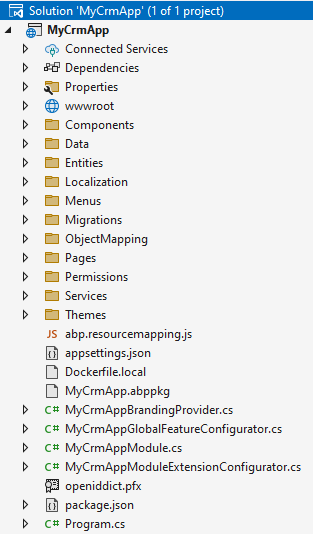 Solution 'MyCrmApp' (1 of 1 project)
MyCrmApp
Connected Services
Dependencies
Properties
wwwroot
Components
Data
Entities
Localization
Menus
Migrations
ObjectMapping
Pages
Permissions
Services
Themes
JS abp.resourcemapping.js
appsettings.json
Dockerfile.local
MyCrmApp.abppkg
C# MyCrmAppBrandingProvider.cs
C# MyCrmAppGlobalFeatureConfigurator.cs
C# MyCrmAppModule.cs
C# MyCrmAppModuleExtensionConfigurator.cs
openiddict.pfx
package.json
C# Program.cs